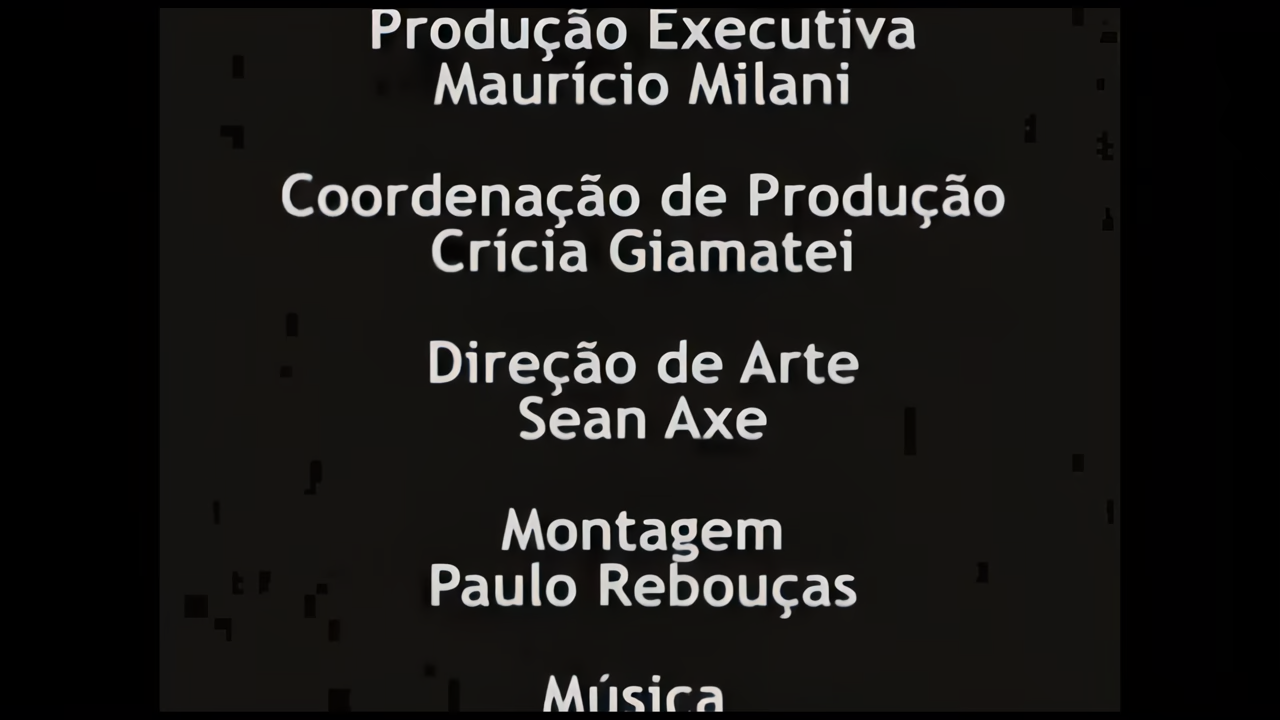 Produção Executiva
Maurício Milani
Coordenação de Produção
Crícia Giamatei
Direção de Arte
Sean Axe
Montagem
Paulo Rebouças
Música